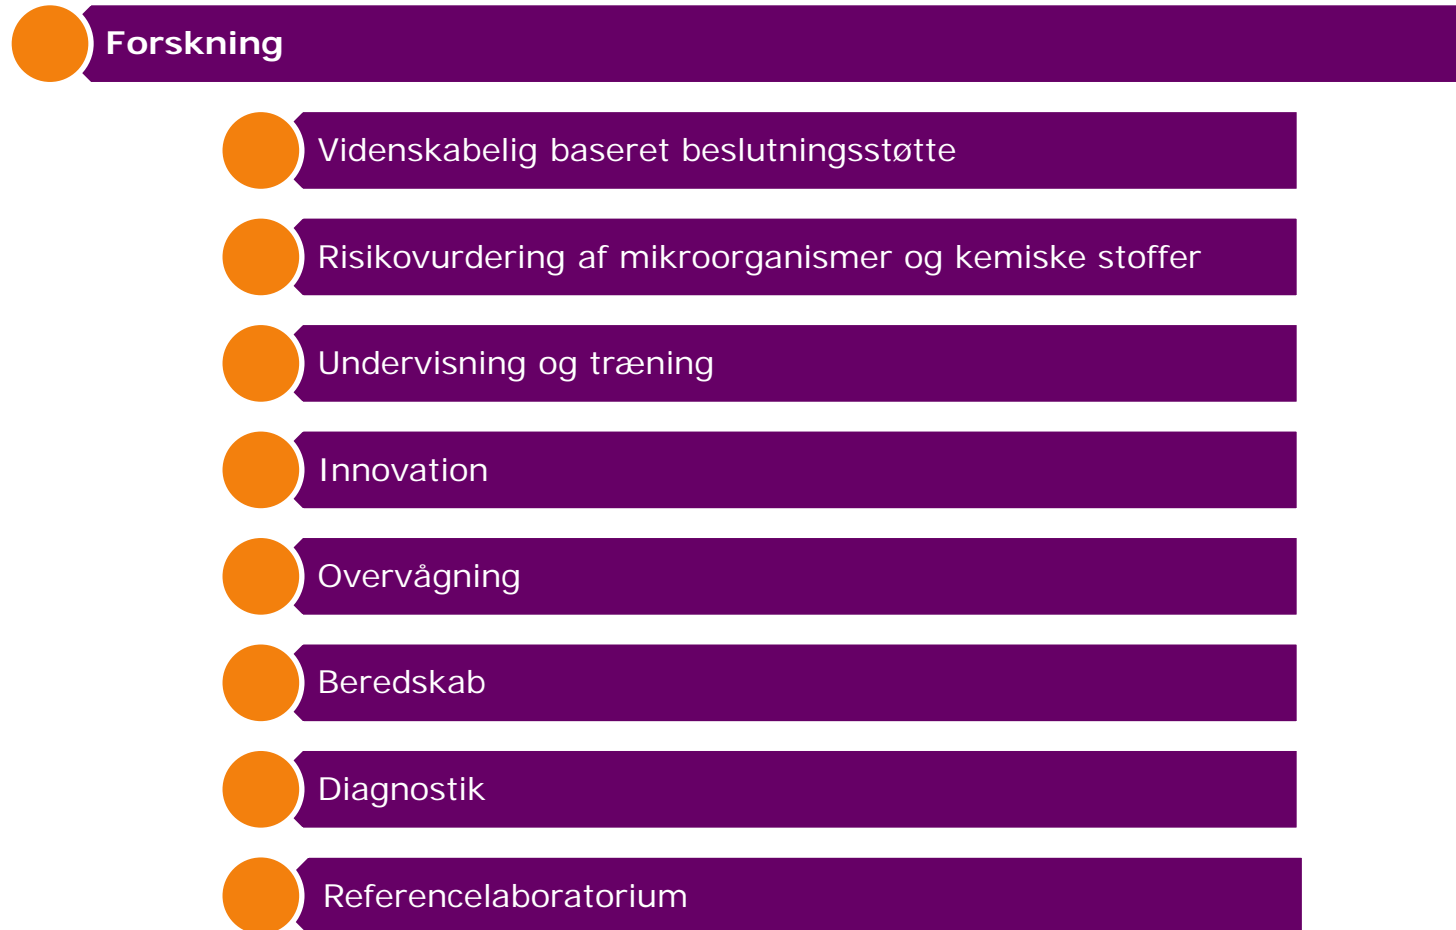 Forskning
Videnskabelig baseret beslutningsstøtte
Risikovurdering af mikroorganismer og kemiske stoffer
Undervisning og træning
Innovation
Overvågning
Beredskab
Diagnostik
Referencelaboratorium